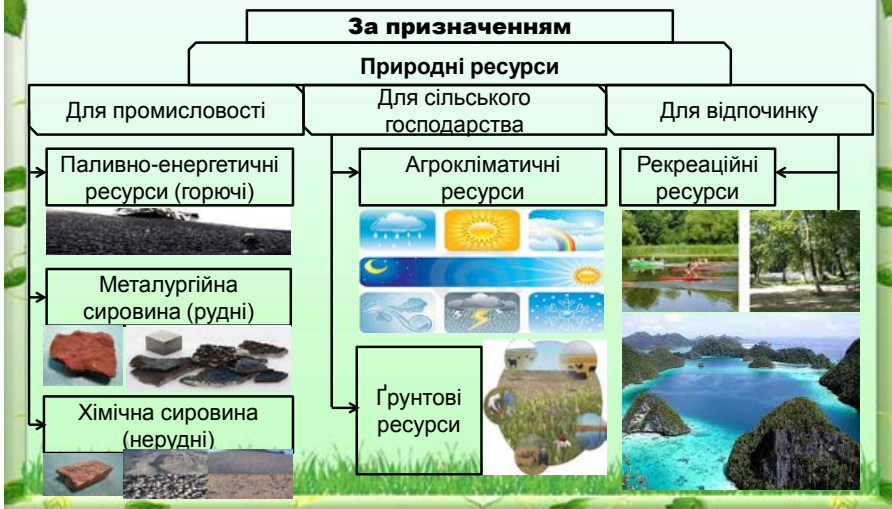 За призначенням
Природні ресурси
Для промисловості
Для сільського
господарства
Для відпочинку
Паливно-енергетичні
ресурси (горючі)
Агрокліматичні
ресурси
Рекреаційні
ресурси
Металургійна
сировина (рудні)
Ґрунтові
ресурси
Хімічна сировина
(нерудні)